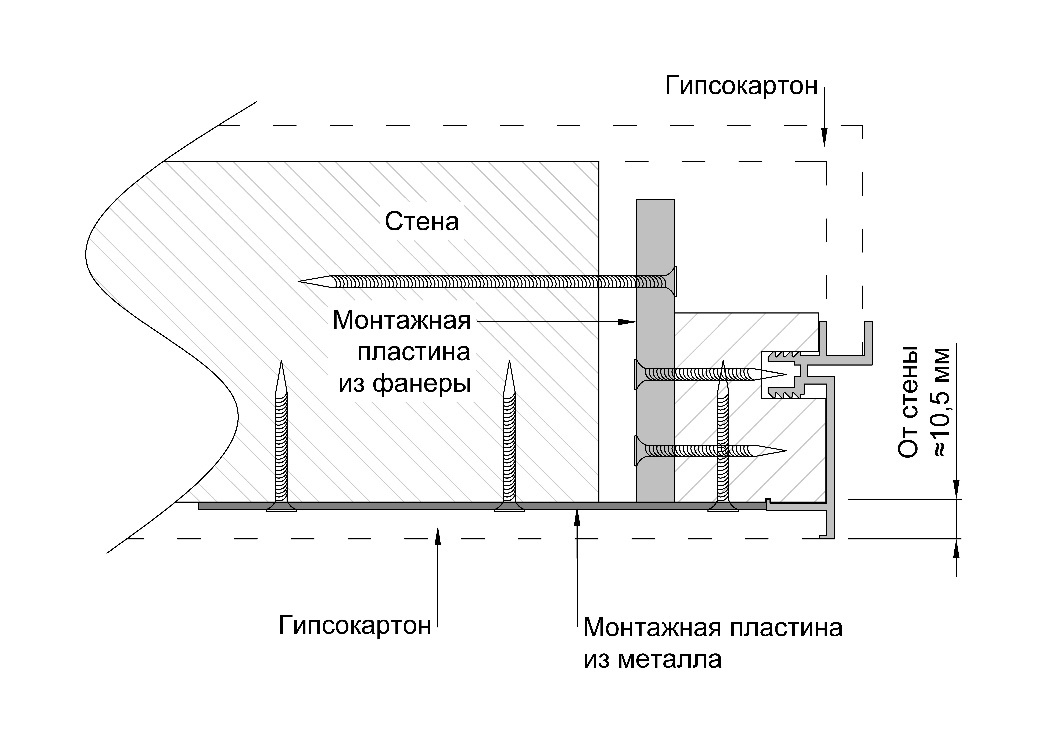 Гипсокартон
Стена
Монтажная
пластина
из фанеры
От стены
≈10,5 мм
Гипсокартон
Монтажная пластина
из металла